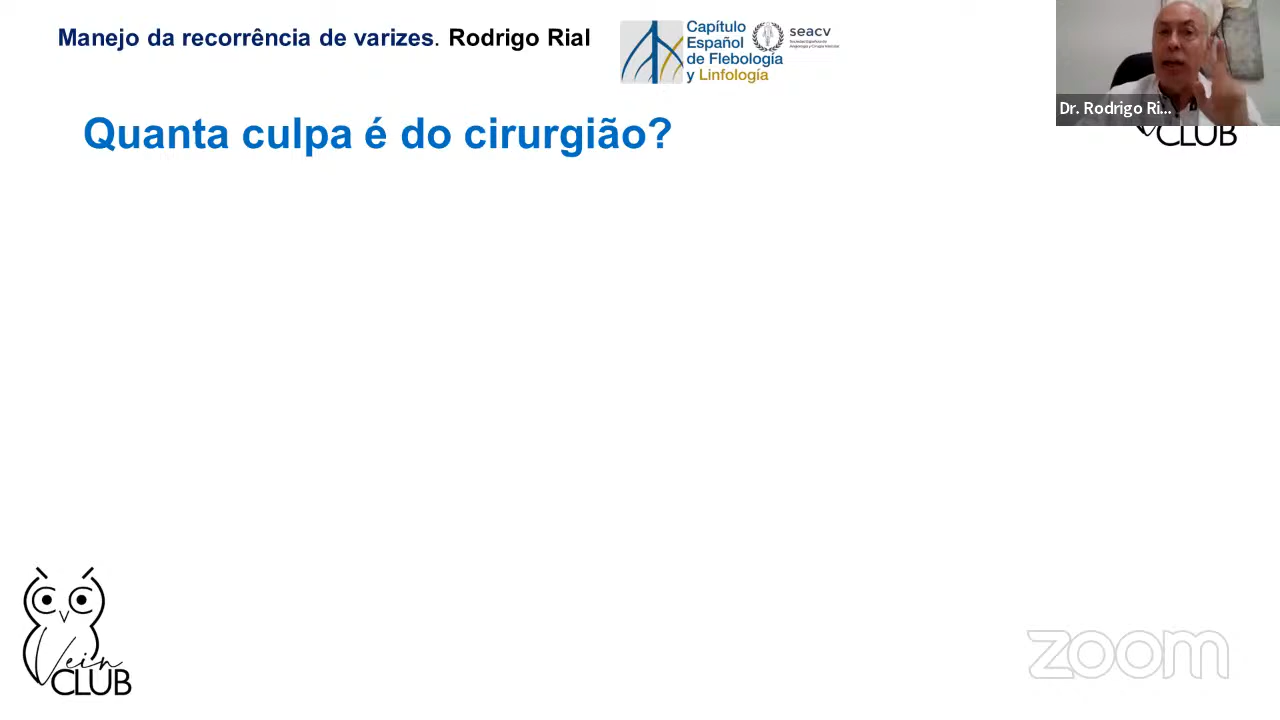 Manejo da recorrência de varizes. Rodrigo Rial
Capítulo
Español
de Flebología
y Linfología
seacv
Dr. Rodrigo Ri...
Quanta culpa é do cirurgião?
CLUB
Vein
CLUB
zoom